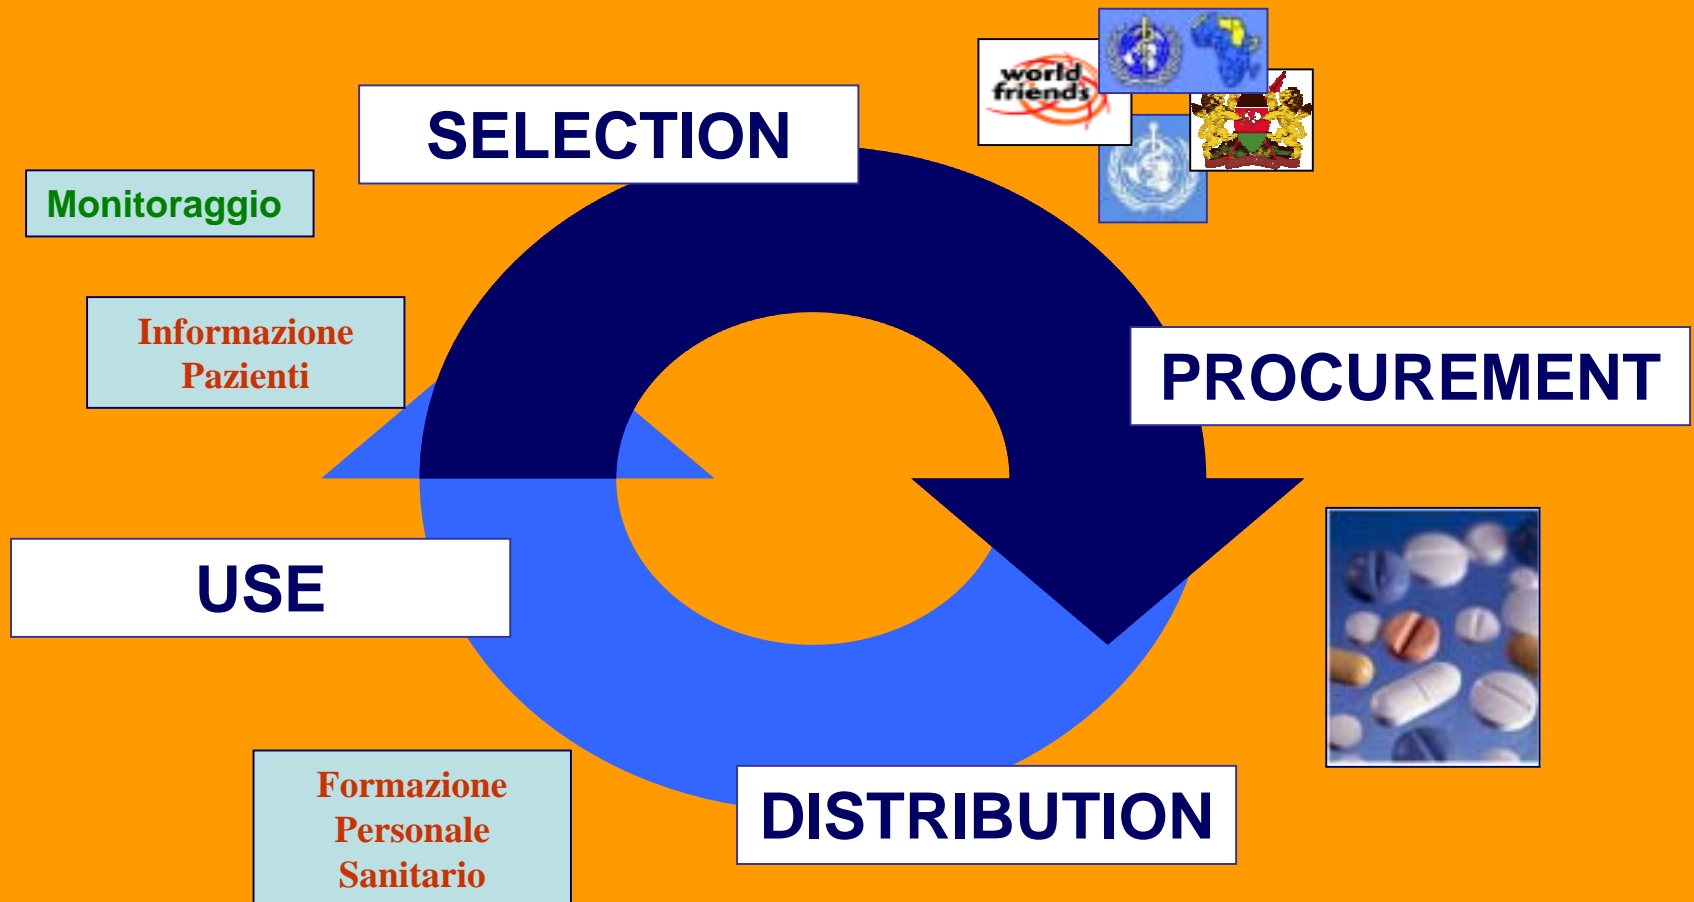 world
friends
SELECTION
Monitoraggio
Informazione
Pazienti
PROCUREMENT
USE
Formazione
Personale
Sanitario
DISTRIBUTION